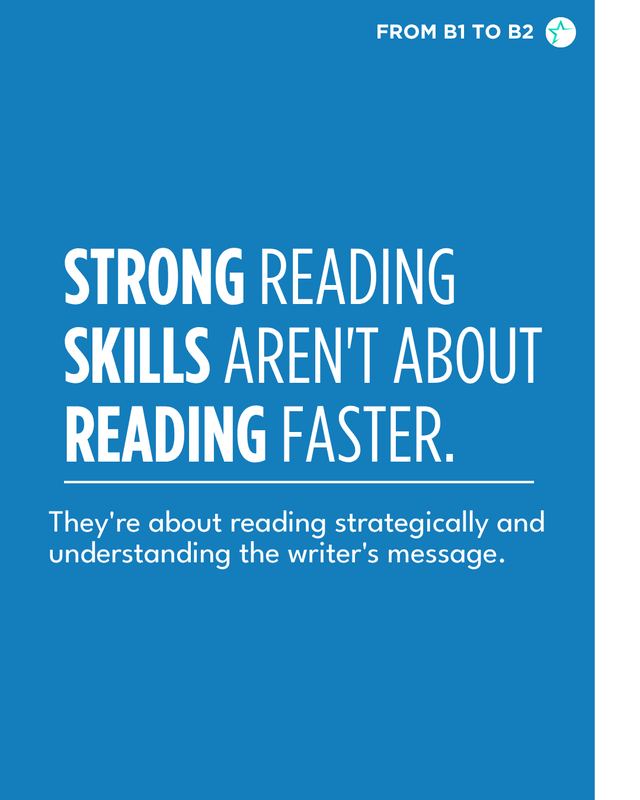 FROM B1 TO B2
STRONG READING
SKILLS AREN'T ABOUT
READING FASTER.
They're about reading strategically and
understanding the writer's message.